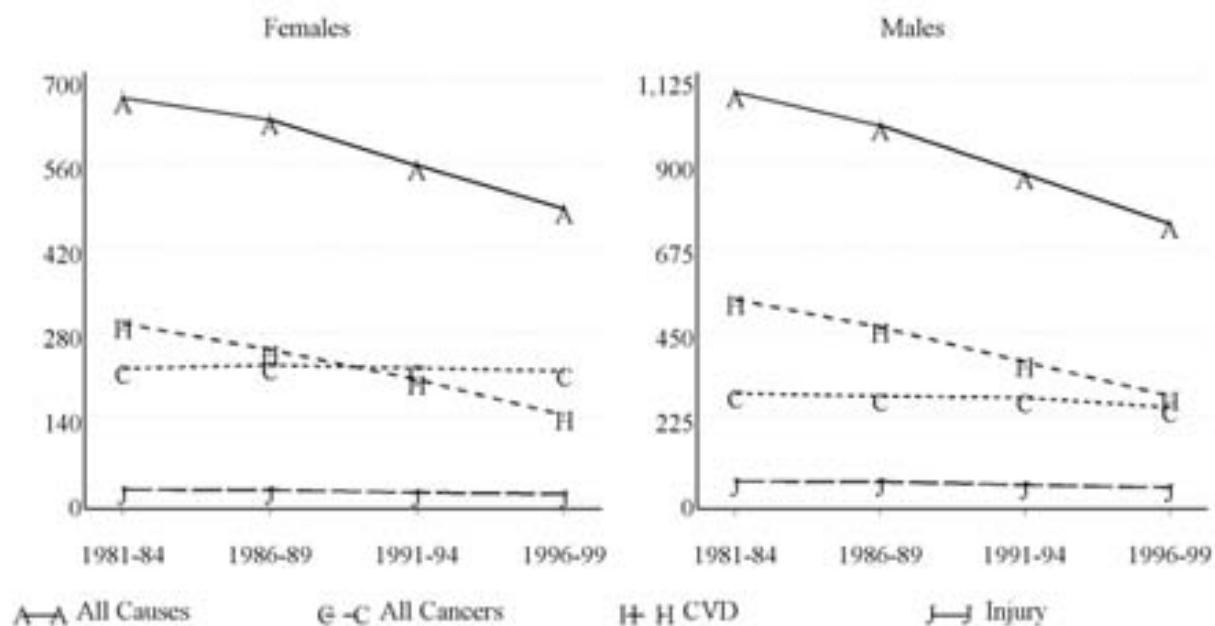 Females
Males
700
560
420
280
140
0
A A A A
H H H H
C C C C
J J J J
1981-84 1986-89 1991-94 1996-99
1,125
900
675
450
225
0
A A A A
H H H H
C C C C
J J J J
1981-84 1986-89 1991-94 1996-99
A A All Causes C C All Cancers H H CVD J J Injury